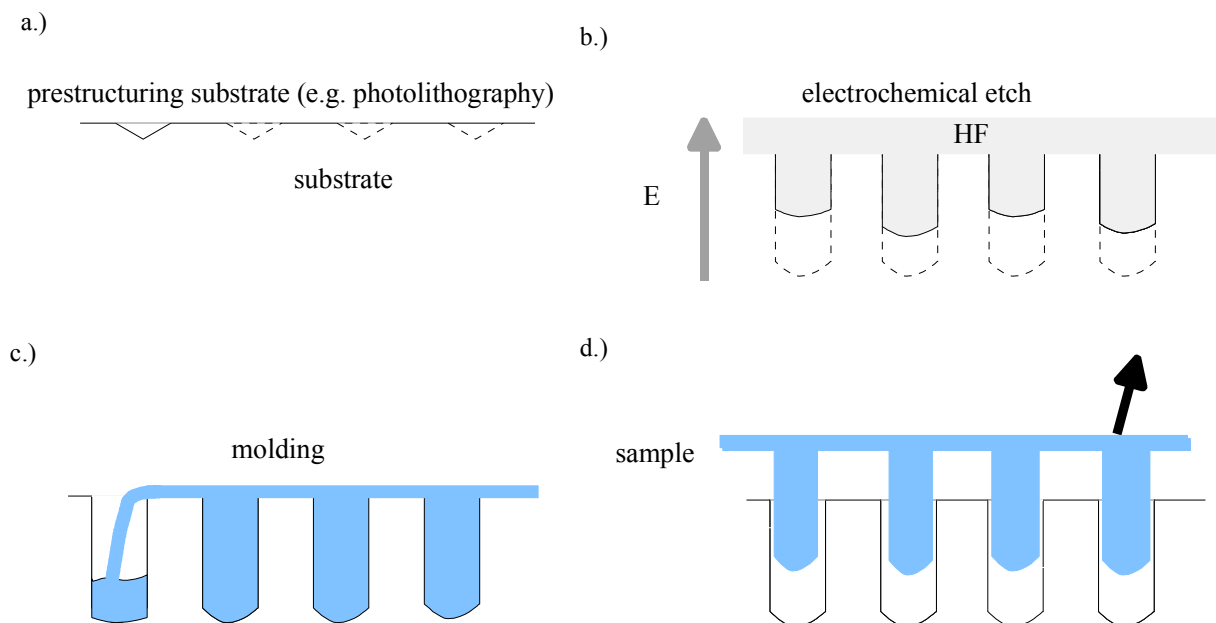 a.)
prestructuring substrate (e.g. photolithography)
substrate
b.)
electrochemical etch
HF
E
c.)
molding
d.)
sample